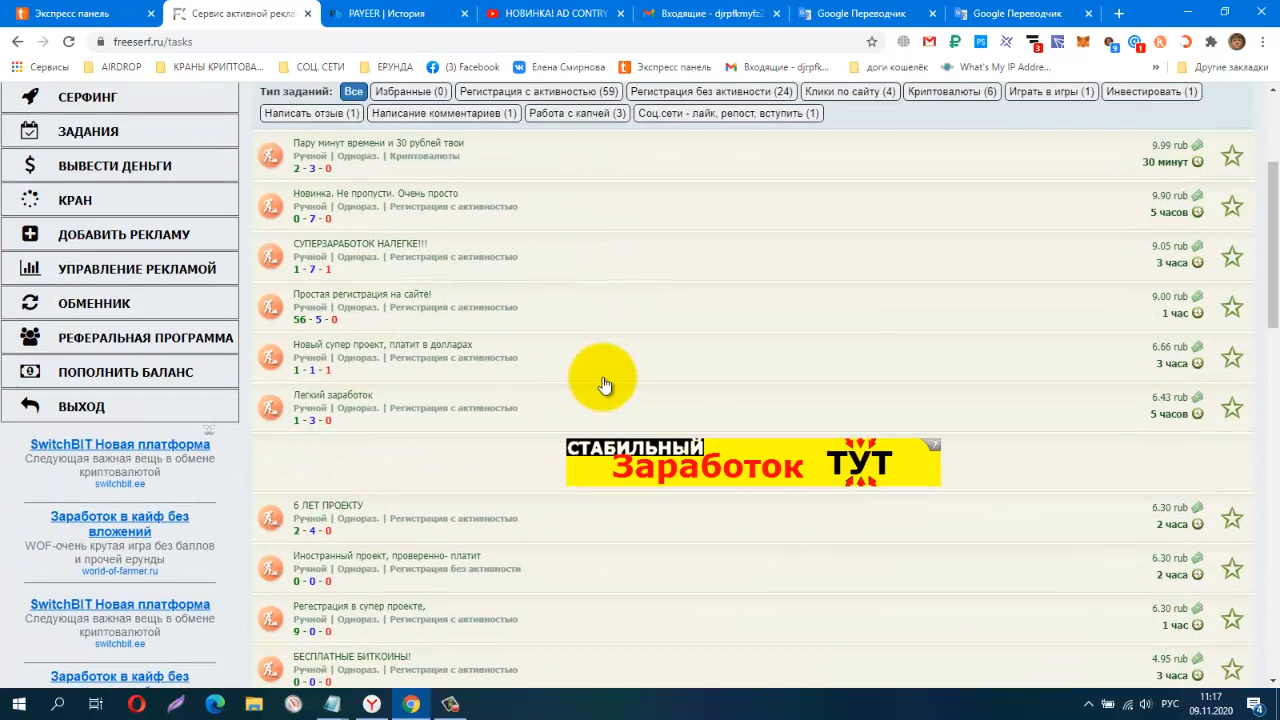 Экспресс панель
Сервис активной рекла
PAYEER | История
НОВИНКА! AD CONTRY
Входящие - djrpfkmyfz
Google Переводчик
Google Переводчик
freeserf.ru/tasks
3
9
1
Сервисы
AIRDROP
КРАНЫ КРИПТОВА...
СОЦ. СЕТИ
ЕРУНДА
(3) Facebook
Елена Смирнова
Экспресс панель
Входящие - djrpfk...
доги кошелёк
What's My IP Addre...
»
Другие закладки
СЕРФИНГ
ЗАДАНИЯ
ВЫВЕСТИ ДЕНЬГИ
КРАН
ДОБАВИТЬ РЕКЛАМУ
УПРАВЛЕНИЕ РЕКЛАМОЙ
ОБМЕННИК
РЕФЕРАЛЬНАЯ ПРОГРАММА
ПОПОЛНИТЬ БАЛАНС
ВЫХОД
SwitchBIT Новая платформа
Следующая важная вещь в обмене
криптовалютой
switchbit.ee
Заработок в кайф без
вложений
WOF-очень крутая игра без баллов
и прочей ерунды
world-of-farmer.ru
SwitchBIT Новая платформа
Следующая важная вещь в обмене
криптовалютой
switchbit.ee
Заработок в кайф без
Тип заданий: Все Избранные (0) Регистрация с активностью (59) Регистрация без активности (24) Клики по сайту (4) Криптовалюты (6) Играть в игры (1) Инвестировать (1)
Написать отзыв (1) Написание комментариев (1) Работа с капчей (3) Соц.сети - лайк, репост, вступить (1)
Пару минут времени и 30 рублей твои
Ручной | Однораз. | Криптовалюты
2 - 3 - 0
9.99 rub
30 минут
Новинка. Не пропусти. Очень просто
Ручной | Однораз. | Регистрация с активностью
0 - 7 - 0
9.90 rub
5 часов
СУПЕРЗАРАБОТОК НАЛЕГКЕ!!!
Ручной | Однораз. | Регистрация с активностью
1 - 7 - 1
9.05 rub
3 часа
Простая регистрация на сайте!
Ручной | Однораз. | Регистрация с активностью
56 - 5 - 0
9.00 rub
1 час
Новый супер проект, платит в долларах
Ручной | Однораз. | Регистрация с активностью
1 - 1 - 1
6.66 rub
3 часа
Легкий заработок
Ручной | Однораз. | Регистрация с активностью
1 - 3 - 0
6.43 rub
5 часов
СТАБИЛЬНЫЙ
Заработок ТУТ
?
6 ЛЕТ ПРОЕКТУ
Ручной | Однораз. | Регистрация с активностью
2 - 4 - 0
6.30 rub
2 часа
Иностранный проект, проверенно- платит
Ручной | Однораз. | Регистрация без активности
0 - 0 - 0
6.30 rub
2 часа
Регестрация в супер проекте,
Ручной | Однораз. | Регистрация с активностью
9 - 0 - 0
6.30 rub
1 час
БЕСПЛАТНЫЕ БИТКОИНЫ!
Ручной | Однораз. | Регистрация с активностью
0 - 0 - 0
4.95 rub
3 часа
РУС
11:17
09.11.2020
4